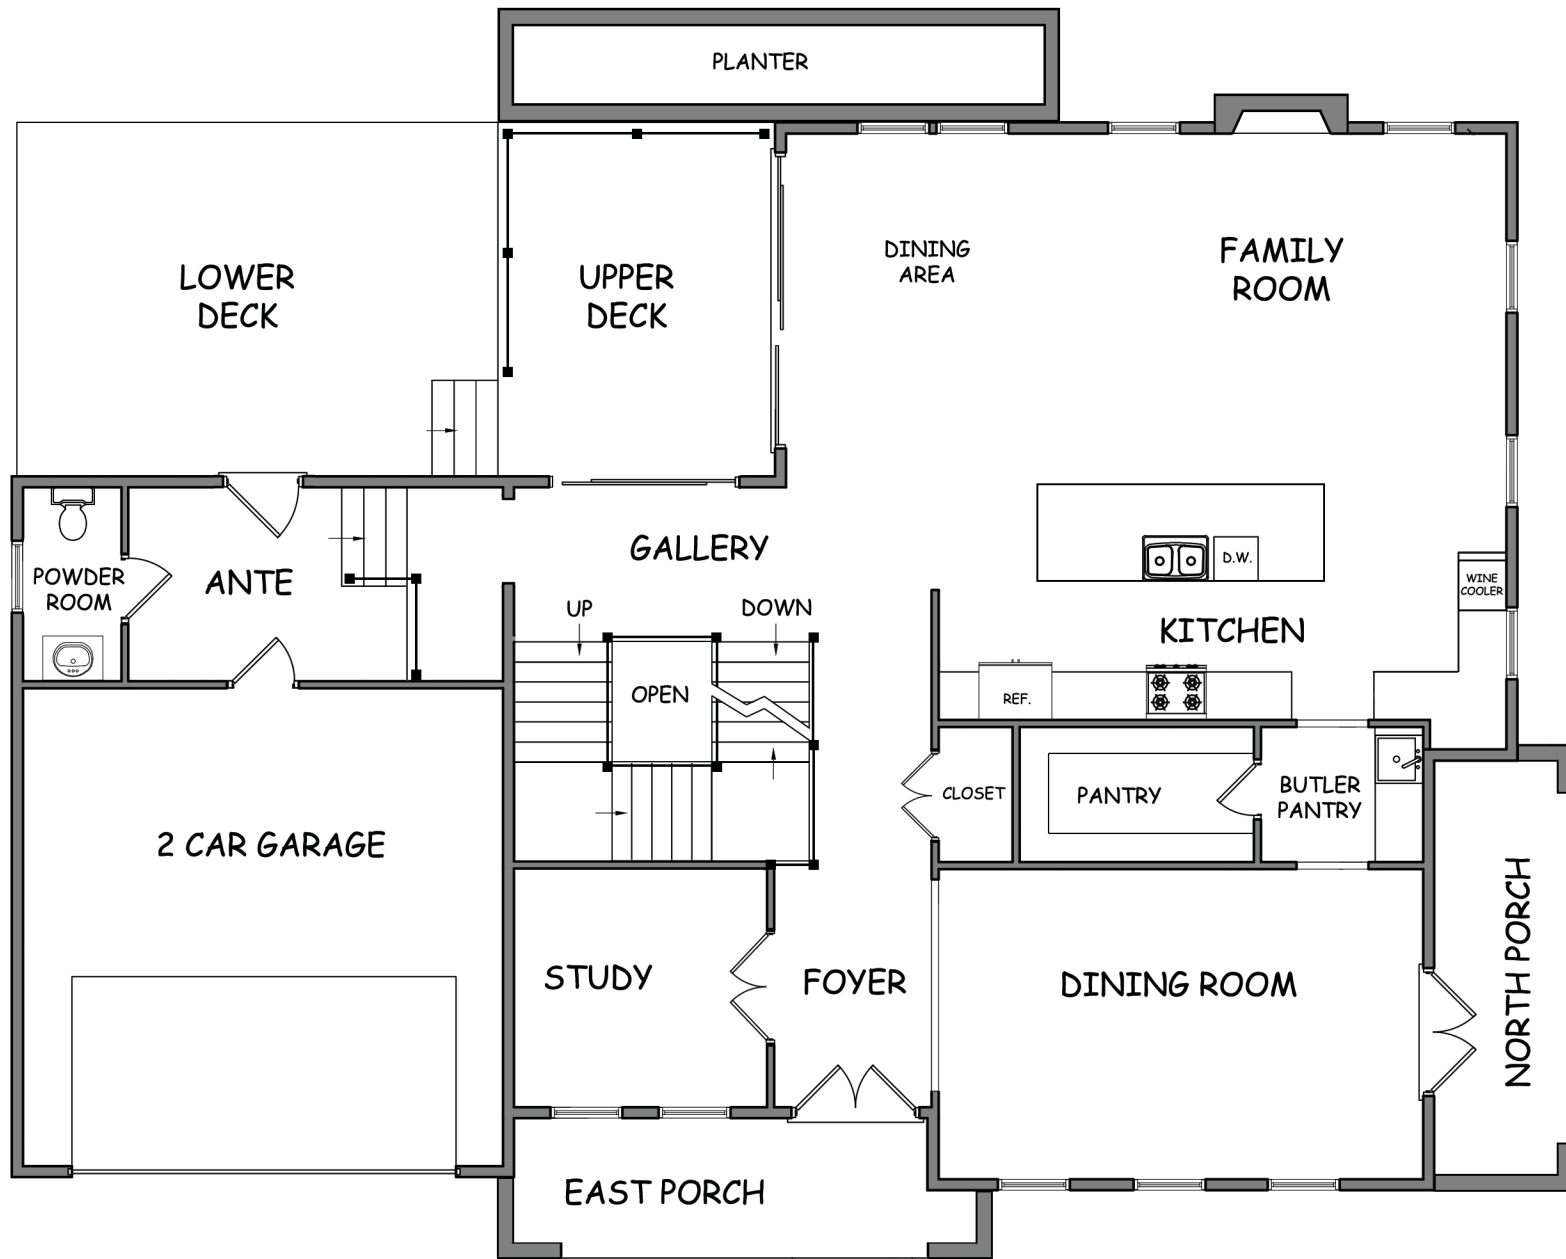 PLANTER
LOWER
DECK
UPPER
DECK
DINING
AREA
FAMILY
ROOM
GALLERY
D.W.
WINE
COOLER
POWDER
ROOM
ANTE
UP
DOWN
KITCHEN
OPEN
REF.
CLOSET
PANTRY
BUTLER
PANTRY
2 CAR GARAGE
STUDY
FOYER
DINING ROOM
NORTH PORCH
EAST PORCH